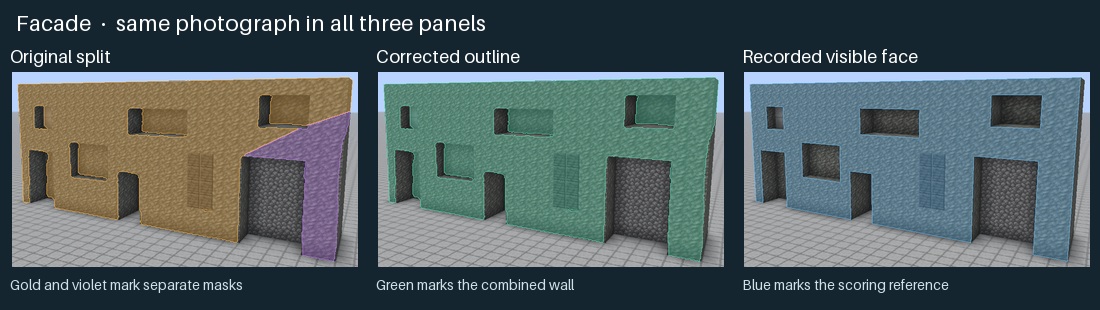 Facade · same photograph in all three panels
Original split
Corrected outline
Recorded visible face
Gold and violet mark separate masks
Green marks the combined wall
Blue marks the scoring reference